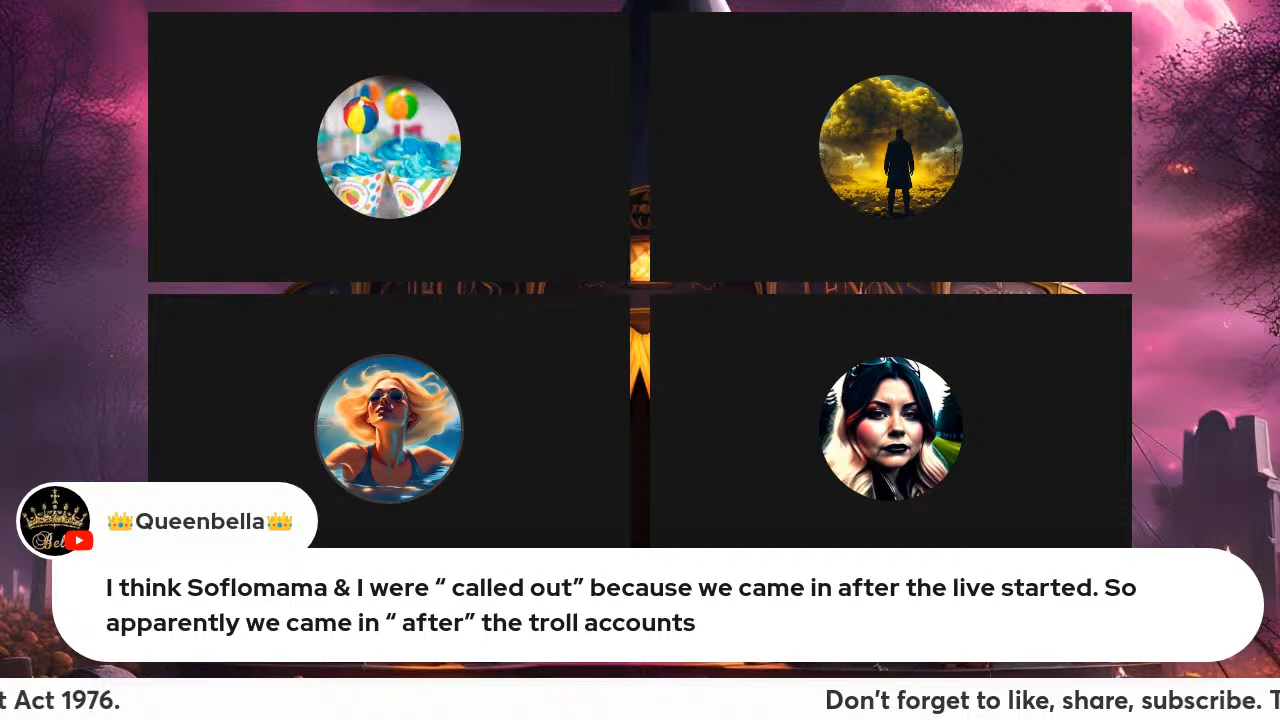 👑Queenbella👑
I think Soflomama & I were “ called out” because we came in after the live started. So
apparently we came in “ after” the troll accounts
t Act 1976.
Don’t forget to like, share, subscribe. T